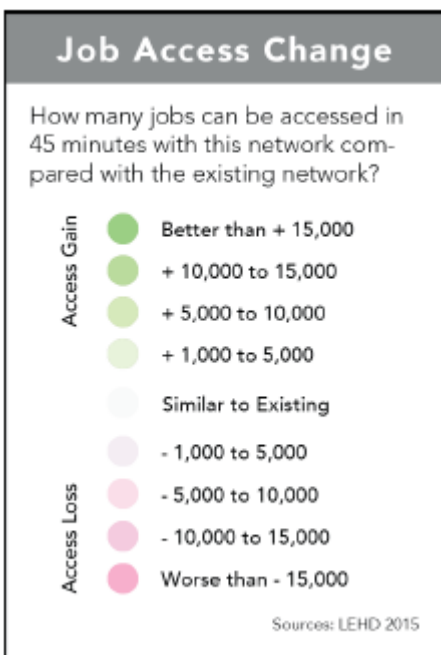 Job Access Change
How many jobs can be accessed in
45 minutes with this network com-
pared with the existing network?
Access Gain
Better than + 15,000
+ 10,000 to 15,000
+ 5,000 to 10,000
+ 1,000 to 5,000
Similar to Existing
Access Loss
- 1,000 to 5,000
- 5,000 to 10,000
- 10,000 to 15,000
Worse than - 15,000
Sources: LEHD 2015